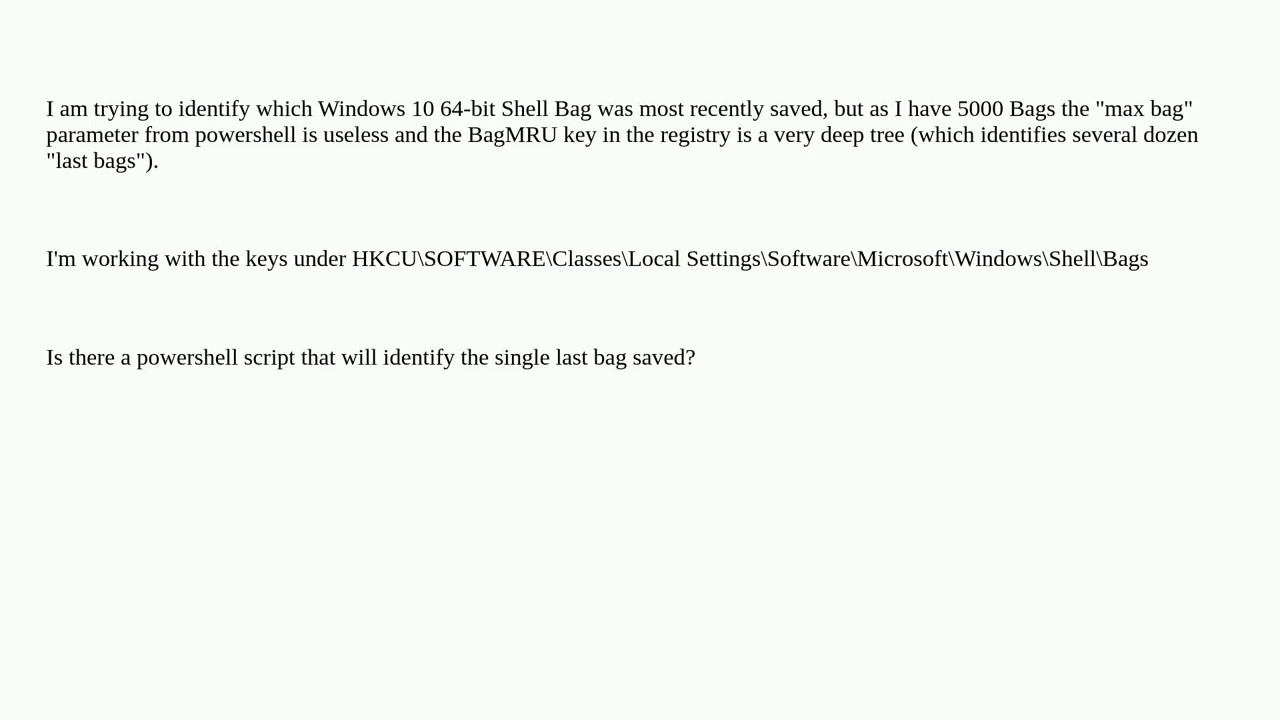 I am trying to identify which Windows 10 64-bit Shell Bag was most recently saved, but as I have 5000 Bags the "max bag"
parameter from powershell is useless and the BagMRU key in the registry is a very deep tree (which identifies several dozen
"last bags").
I'm working with the keys under HKCU\SOFTWARE\Classes\Local Settings\Software\Microsoft\Windows\Shell\Bags
Is there a powershell script that will identify the single last bag saved?